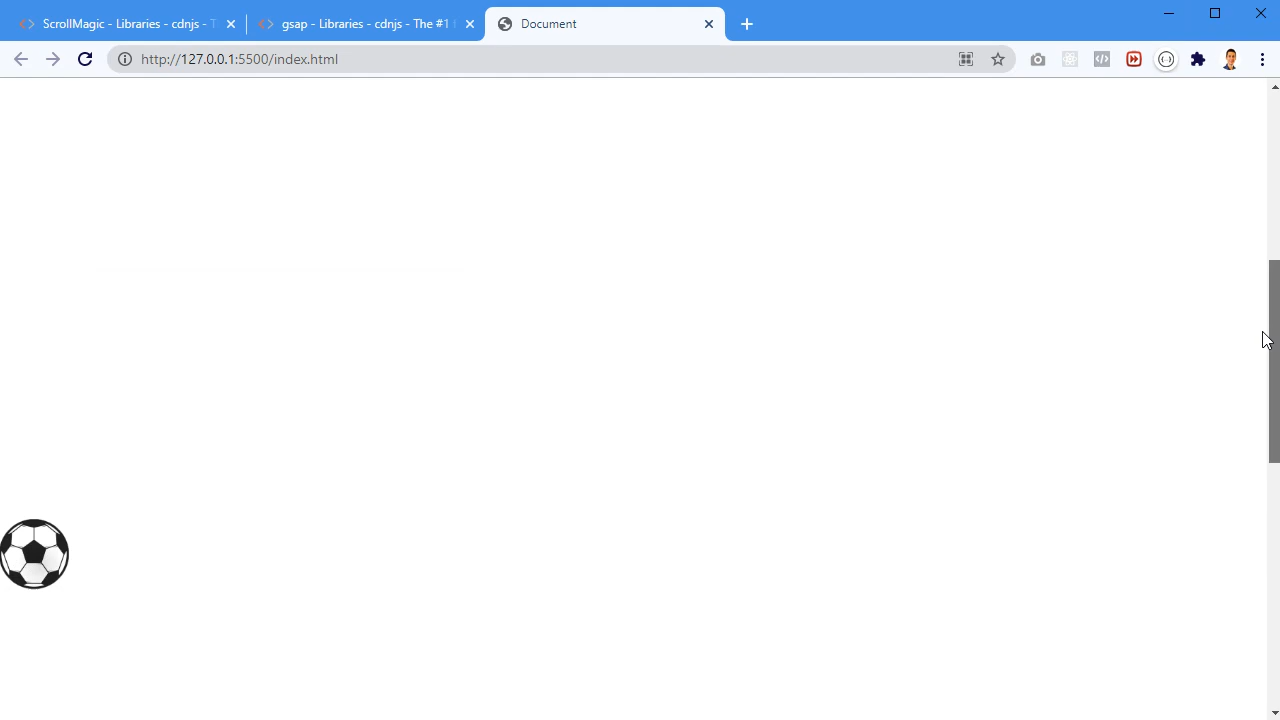 ScrollMagic - Libraries - cdnjs - T
gsap - Libraries - cdnjs - The #1
Document
http://127.0.0.1:5500/index.html